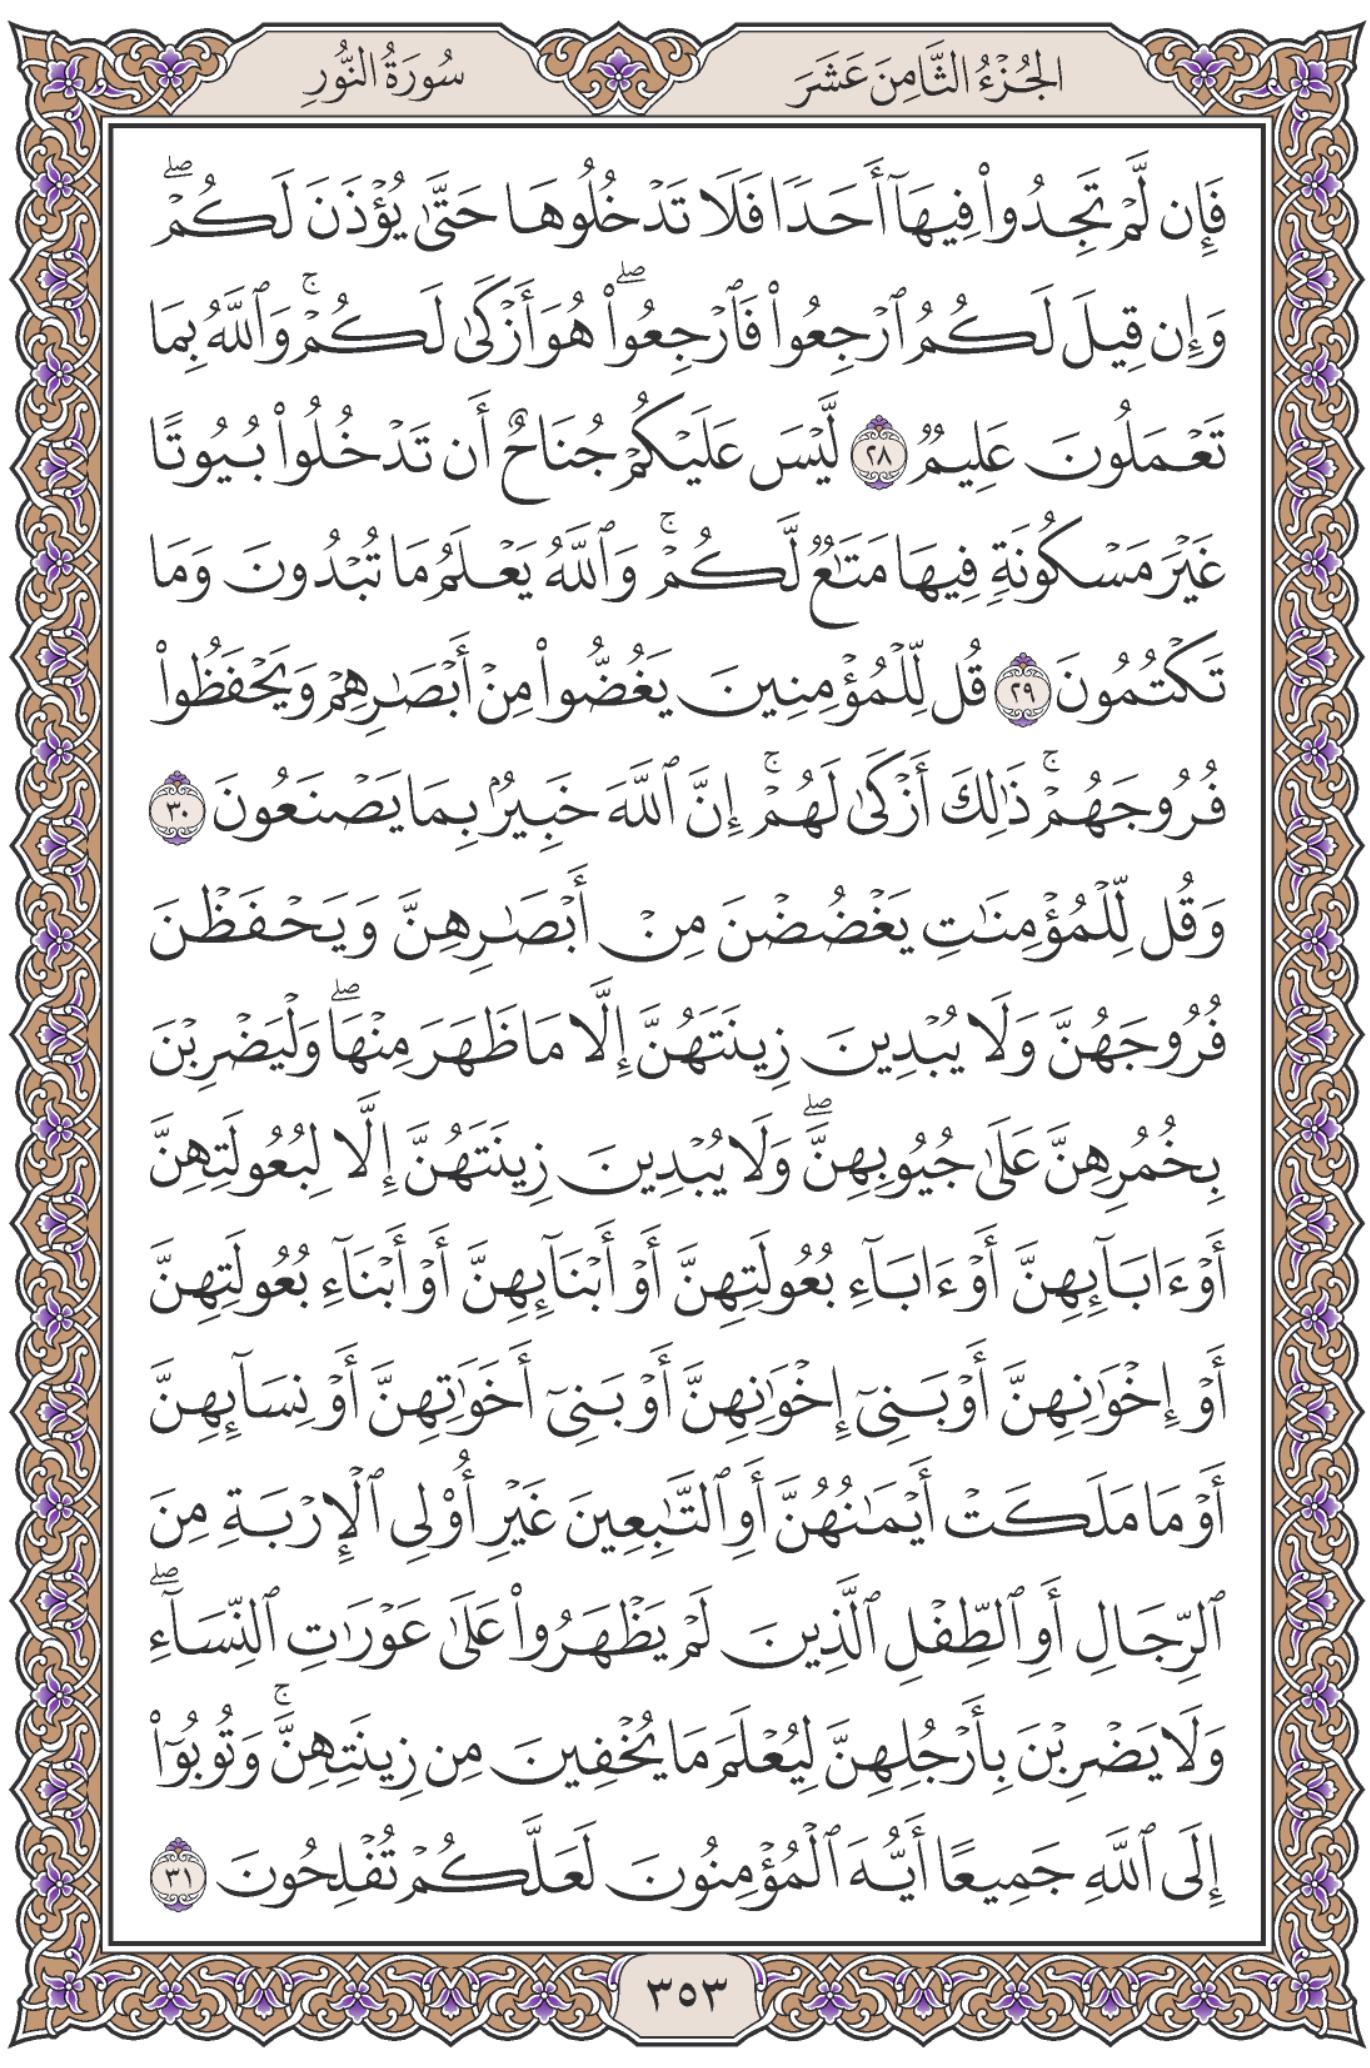 الجُزْءُ الثَّامِنَ عَشَرَ
سُورَةُ النُّورِ
فَإِن لَّمْ تَجِدُوا۟ فِيهَآ أَحَدًا فَلَا تَدْخُلُوهَا حَتَّىٰ يُؤْذَنَ لَكُمْ ۖ
وَإِن قِيلَ لَكُمُ ٱرْجِعُوا۟ فَٱرْجِعُوا۟ ۖ هُوَ أَزْكَىٰ لَكُمْ ۚ وَٱللَّهُ بِمَا
تَعْمَلُونَ عَلِيمٌ ٢٨ لَّيْسَ عَلَيْكُمْ جُنَاحٌ أَن تَدْخُلُوا۟ بُيُوتًا
غَيْرَ مَسْكُونَةٍ فِيهَا مَتَـٰعٌ لَّكُمْ ۚ وَٱللَّهُ يَعْلَمُ مَا تُبْدُونَ وَمَا
تَكْتُمُونَ ٢٩ قُل لِّلْمُؤْمِنِينَ يَغُضُّوا۟ مِنْ أَبْصَـٰرِهِمْ وَيَحْفَظُوا۟
فُرُوجَهُمْ ۚ ذَٰلِكَ أَزْكَىٰ لَهُمْ ۗ إِنَّ ٱللَّهَ خَبِيرٌۢ بِمَا يَصْنَعُونَ ٣٠
وَقُل لِّلْمُؤْمِنَـٰتِ يَغْضُضْنَ مِنْ أَبْصَـٰرِهِنَّ وَيَحْفَظْنَ
فُرُوجَهُنَّ وَلَا يُبْدِينَ زِينَتَهُنَّ إِلَّا مَا ظَهَرَ مِنْهَا ۖ وَلْيَضْرِبْنَ
بِخُمُرِهِنَّ عَلَىٰ جُيُوبِهِنَّ ۖ وَلَا يُبْدِينَ زِينَتَهُنَّ إِلَّا لِبُعُولَتِهِنَّ
أَوْ ءَابَآئِهِنَّ أَوْ ءَابَآءِ بُعُولَتِهِنَّ أَوْ أَبْنَآئِهِنَّ أَوْ أَبْنَآءِ بُعُولَتِهِنَّ
أَوْ إِخْوَٰنِهِنَّ أَوْ بَنِىٓ إِخْوَٰنِهِنَّ أَوْ بَنِىٓ أَخَوَٰتِهِنَّ أَوْ نِسَآئِهِنَّ
أَوْ مَا مَلَكَتْ أَيْمَـٰنُهُنَّ أَوِ ٱلتَّـٰبِعِينَ غَيْرِ أُو۟لِى ٱلْإِرْبَةِ مِنَ
ٱلرِّجَالِ أَوِ ٱلطِّفْلِ ٱلَّذِينَ لَمْ يَظْهَرُوا۟ عَلَىٰ عَوْرَٰتِ ٱلنِّسَآءِ ۖ
وَلَا يَضْرِبْنَ بِأَرْجُلِهِنَّ لِيُعْلَمَ مَا يُخْفِينَ مِن زِينَتِهِنَّ ۚ وَتُوبُوٓا۟
إِلَى ٱللَّهِ جَمِيعًا أَيُّهَ ٱلْمُؤْمِنُونَ لَعَلَّكُمْ تُفْلِحُونَ ٣١
٣٥٣